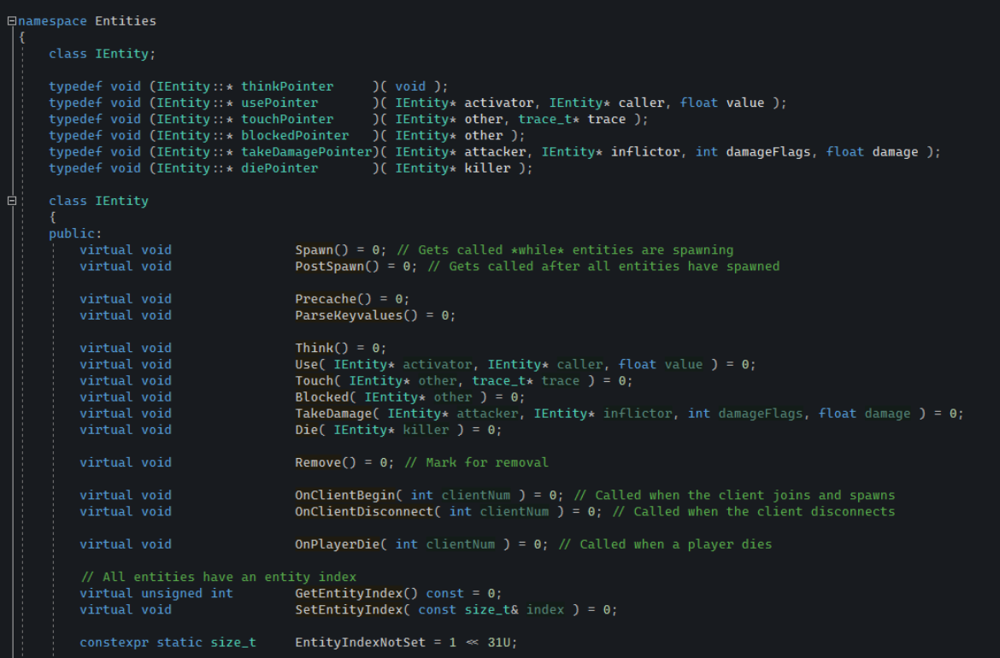 namespace Entities
{
    class IEntity;

    typedef void (IEntity::* thinkPointer     )( void );
    typedef void (IEntity::* usePointer       )( IEntity* activator, IEntity* caller, float value );
    typedef void (IEntity::* touchPointer     )( IEntity* other, trace_t* trace );
    typedef void (IEntity::* blockedPointer   )( IEntity* other );
    typedef void (IEntity::* takeDamagePointer)( IEntity* attacker, IEntity* inflictor, int damageFlags, float damage );
    typedef void (IEntity::* diePointer       )( IEntity* killer );

    class IEntity
    {
    public:
        virtual void                Spawn() = 0; // Gets called *while* entities are spawning
        virtual void                PostSpawn() = 0; // Gets called after all entities have spawned

        virtual void                Precache() = 0;
        virtual void                ParseKeyvalues() = 0;

        virtual void                Think() = 0;
        virtual void                Use( IEntity* activator, IEntity* caller, float value ) = 0;
        virtual void                Touch( IEntity* other, trace_t* trace ) = 0;
        virtual void                Blocked( IEntity* other ) = 0;
        virtual void                TakeDamage( IEntity* attacker, IEntity* inflictor, int damageFlags, float damage ) = 0;
        virtual void                Die( IEntity* killer ) = 0;

        virtual void                Remove() = 0; // Mark for removal

        virtual void                OnClientBegin( int clientNum ) = 0; // Called when the client joins and spawns
        virtual void                OnClientDisconnect( int clientNum ) = 0; // Called when the client disconnects

        virtual void                OnPlayerDie( int clientNum ) = 0; // Called when a player dies

        // All entities have an entity index
        virtual unsigned int        GetEntityIndex() const = 0;
        virtual void                SetEntityIndex( const size_t& index ) = 0;

        constexpr static size_t     EntityIndexNotSet = 1 << 31U;